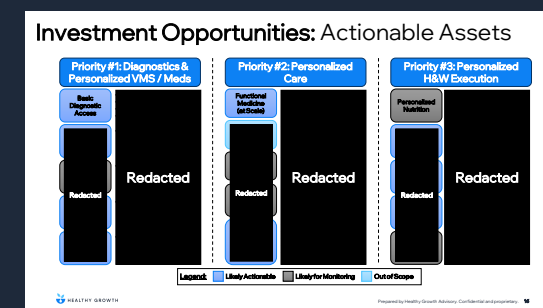 Investment Opportunities: Actionable Assets
Priority #1: Diagnostics &
Personalized VMS / Meds
Priority #2: Personalized
Care
Priority #3: Personalized
H&W Execution
Basic
Diagnostic
Access
Redacted
Redacted
Functional
Medicine
(at Scale)
Redacted
Redacted
Personalized
Nutrition
Redacted
Redacted
Legend: Likely Actionable Likely for Monitoring Out of Scope
HEALTHY GROWTH
Prepared by Healthy Growth Advisory. Confidential and proprietary. 16